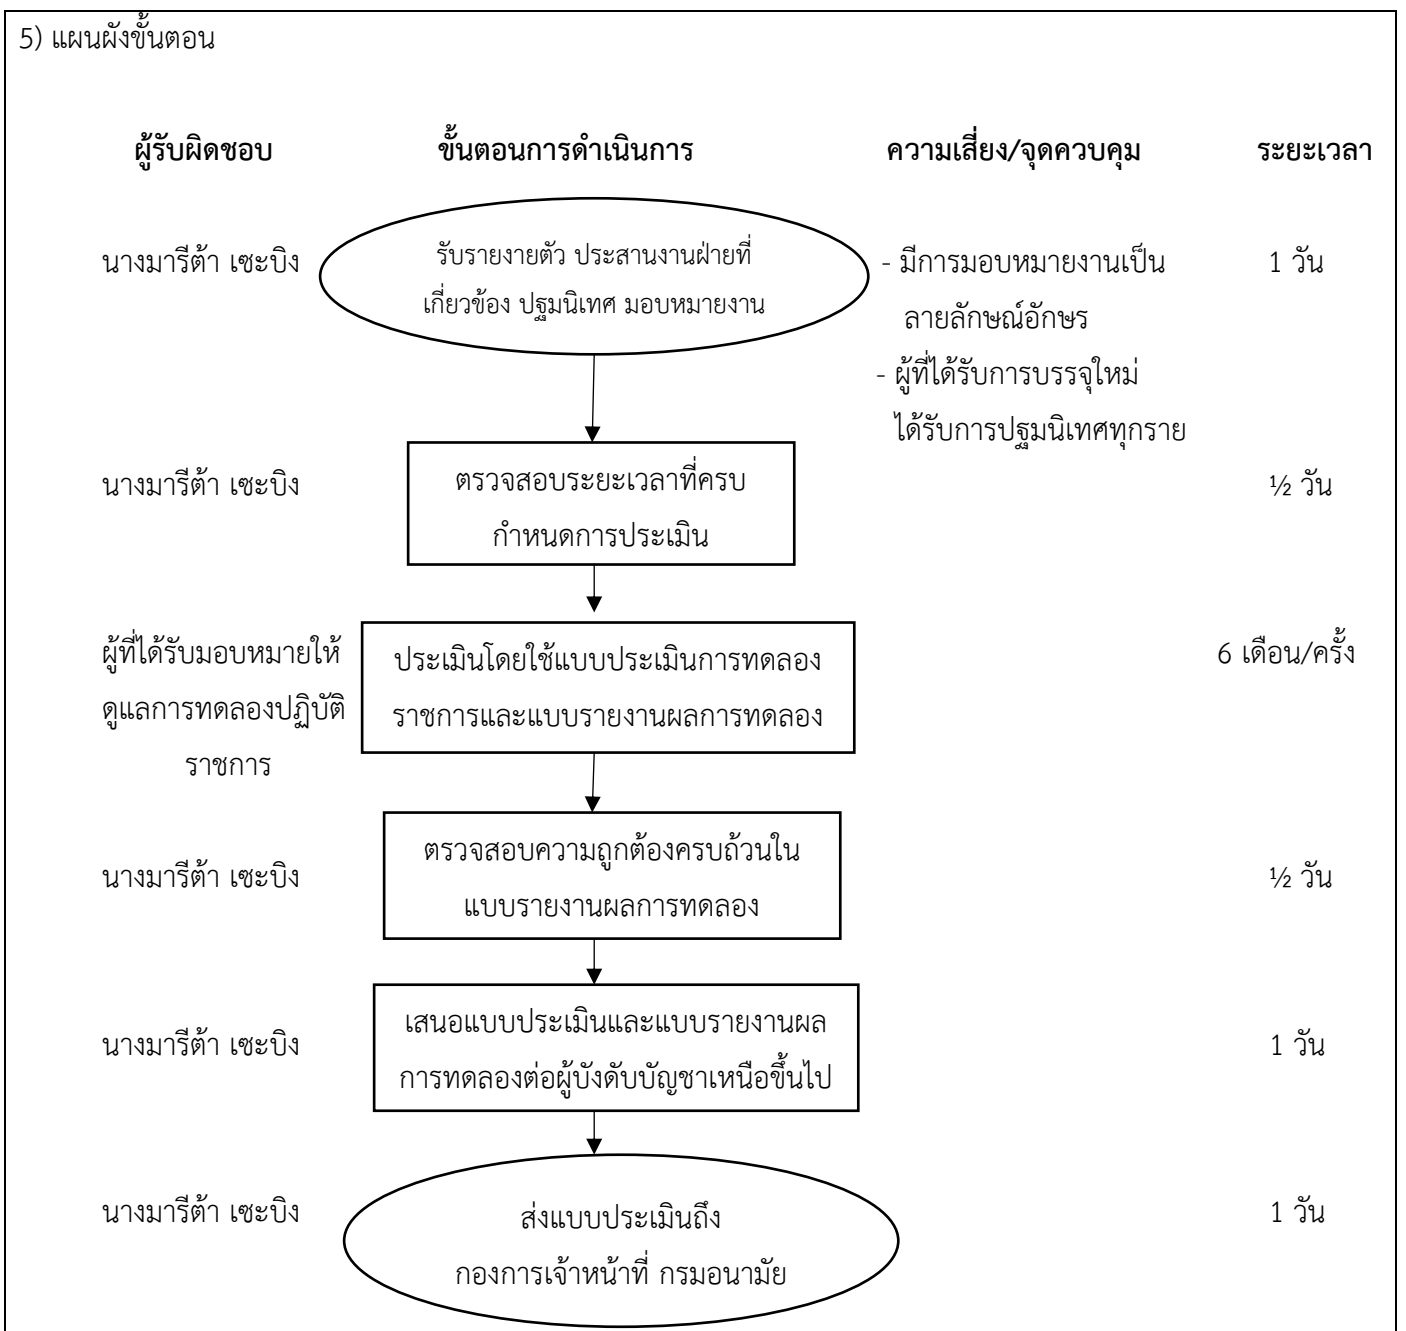 5) แผนผังขั้นตอน
ผู้รับผิดชอบ ขั้นตอนการดำเนินการ ความเสี่ยง/จุดควบคุม ระยะเวลา
นางมารีต้า เซะบิง
รับรายงายตัว ประสานงานฝ่ายที่
เกี่ยวข้อง ปฐมนิเทศ มอบหมายงาน
- มีการมอบหมายงานเป็น
ลายลักษณ์อักษร
- ผู้ที่ได้รับการบรรจุใหม่
ได้รับการปฐมนิเทศทุกราย
1 วัน
นางมารีต้า เซะบิง
ตรวจสอบระยะเวลาที่ครบ
กำหนดการประเมิน
½ วัน
ผู้ที่ได้รับมอบหมายให้
ดูแลการทดลองปฏิบัติ
ราชการ
ประเมินโดยใช้แบบประเมินการทดลอง
ราชการและแบบรายงานผลการทดลอง
6 เดือน/ครั้ง
นางมารีต้า เซะบิง
ตรวจสอบความถูกต้องครบถ้วนใน
แบบรายงานผลการทดลอง
½ วัน
นางมารีต้า เซะบิง
เสนอแบบประเมินและแบบรายงานผล
การทดลองต่อผู้บังดับบัญชาเหนือขึ้นไป
1 วัน
นางมารีต้า เซะบิง
ส่งแบบประเมินถึง
กองการเจ้าหน้าที่ กรมอนามัย
1 วัน